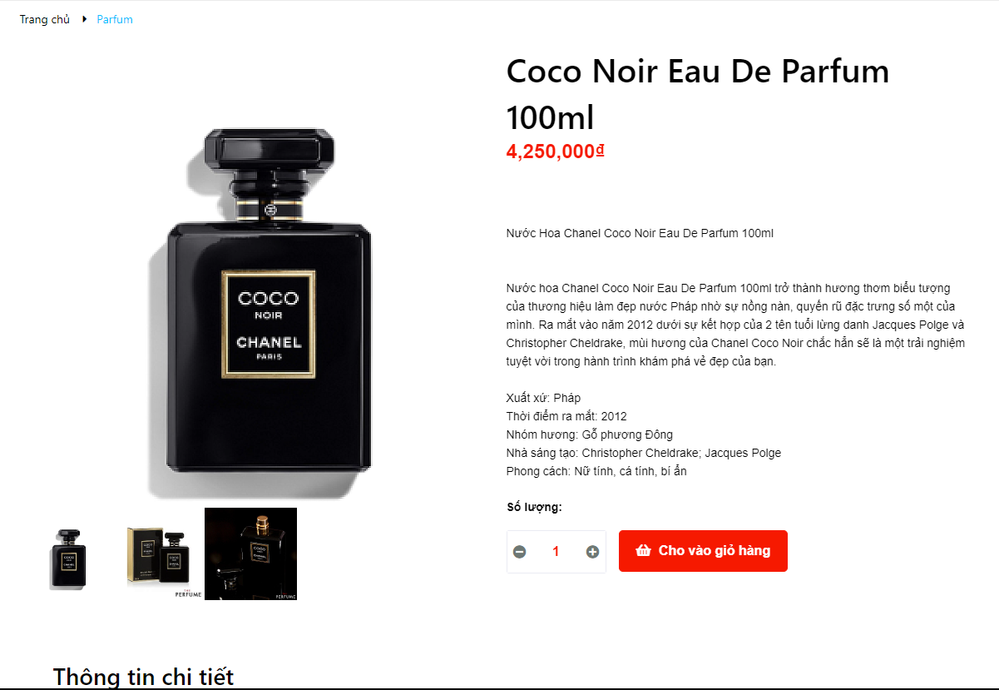 Trang chủ Parfum
Coco Noir Eau De Parfum
100ml
4,250,000₫
Nước Hoa Chanel Coco Noir Eau De Parfum 100ml
Nước hoa Chanel Coco Noir Eau De Parfum 100ml trở thành hương thơm biểu tượng
của thương hiệu làm đẹp nước Pháp nhờ sự nồng nàn, quyến rũ đặc trưng số một của
mình. Ra mắt vào năm 2012 dưới sự kết hợp của 2 tên tuổi lừng danh Jacques Polge và
Christopher Cheldrake, mùi hương của Chanel Coco Noir chắc hẳn sẽ là một trải nghiệm
tuyệt vời trong hành trình khám phá vẻ đẹp của bạn.
Xuất xứ: Pháp
Thời điểm ra mắt: 2012
Nhóm hương: Gỗ phương Đông
Nhà sáng tạo: Christopher Cheldrake; Jacques Polge
Phong cách: Nữ tính, cá tính, bí ẩn
Số lượng:
1
Cho vào giỏ hàng
COCO
NOIR
CHANEL
PARIS
COCO
COCO
CHANEL
COCO
THE
PERFUME
COCO
CHANEL
PERFUME
Thông tin chi tiết